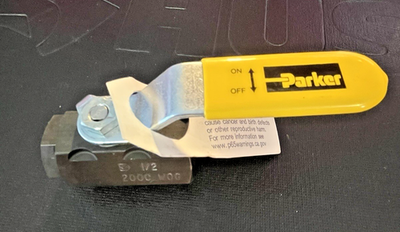 ON
OFF
Parker
cause cancer and birth defects
or other reproductive harm.
For more information see
www.p65warnings.ca.gov
1/2
2000 WOG